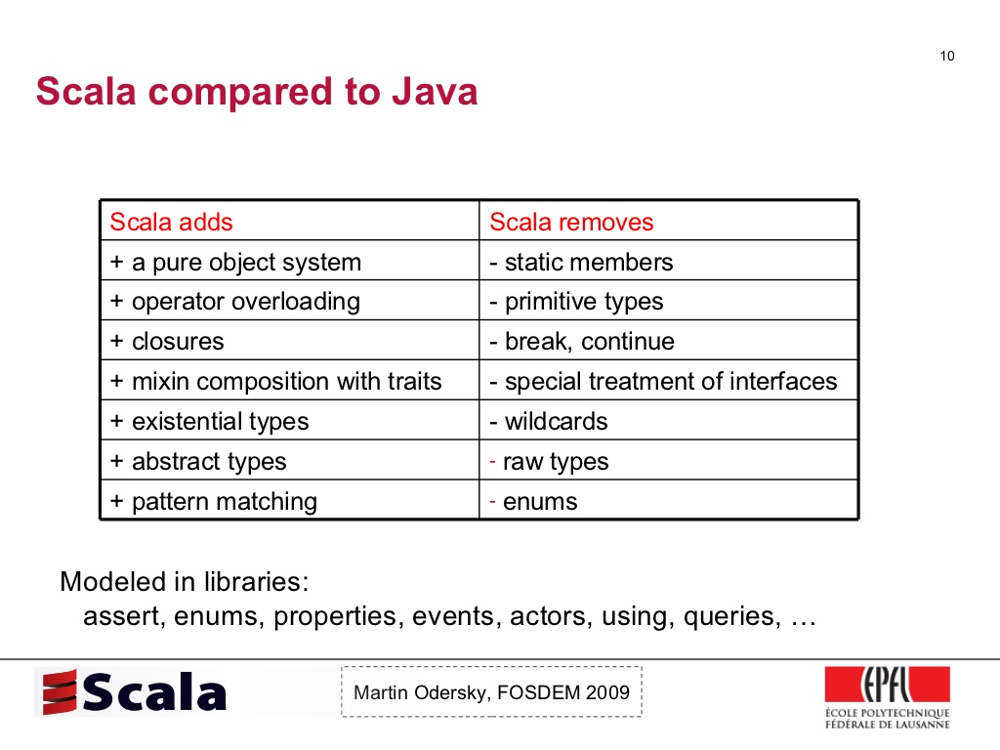 10
Scala compared to Java
Scala adds Scala removes
+ a pure object system - static members
+ operator overloading - primitive types
+ closures - break, continue
+ mixin composition with traits - special treatment of interfaces
+ existential types - wildcards
+ abstract types - raw types
+ pattern matching - enums
Modeled in libraries:
assert, enums, properties, events, actors, using, queries, …
Scala
Martin Odersky, FOSDEM 2009
EPFL
ÉCOLE POLYTECHNIQUE
FÉDÉRALE DE LAUSANNE